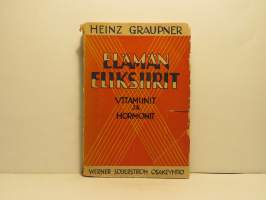 HEINZ GRAUPNER
ELÄMÄN
ELIKSIIRIT
VITAMIINIT
JA
HORMONIT
WERNER SÖDERSTRÖM OSAKEYHTIÖ